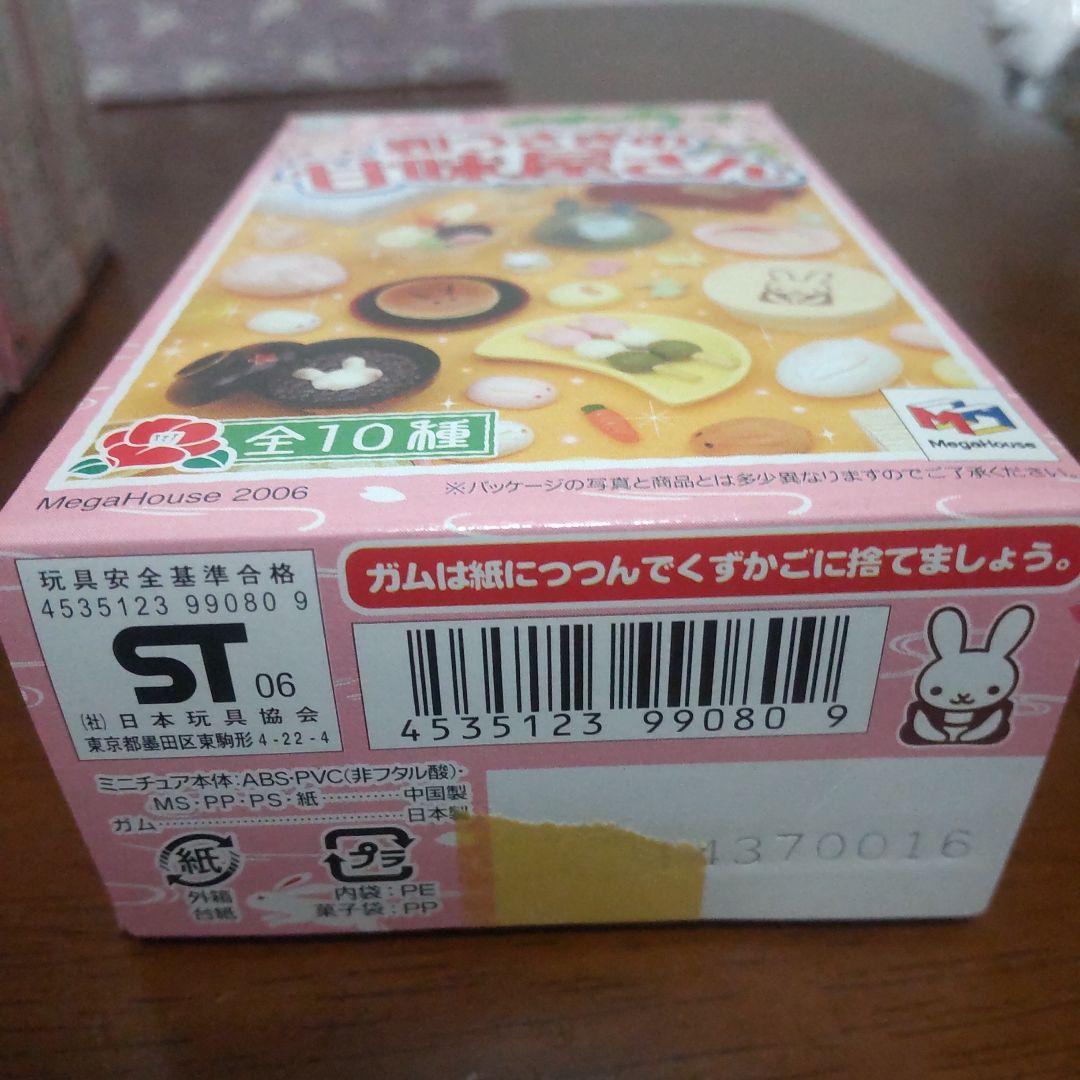 甘味屋さん
全10種
MegaHouse
MegaHouse 2006
※パッケージの写真と商品とは多少異なりますのでご了承ください。
玩具安全基準合格
4535123 99080 9
ST 06
(社)日本玩具協会
東京都墨田区東駒形4-22-4
ガムは紙につつんでくずかごに捨てましょう。
4535123 990809
ミニチュア本体:ABS・PVC(非フタル酸)・
MS・PP・PS・紙…………中国製
ガム……………………………日本製
紙
外箱
台紙
プラ
内袋:PE
菓子袋:PP
4370016